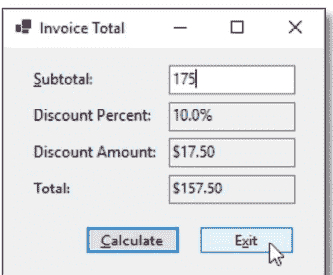 Invoice Total
Subtotal: 175
Discount Percent: 10.0%
Discount Amount: $17.50
Total: $157.50
Calculate Exit